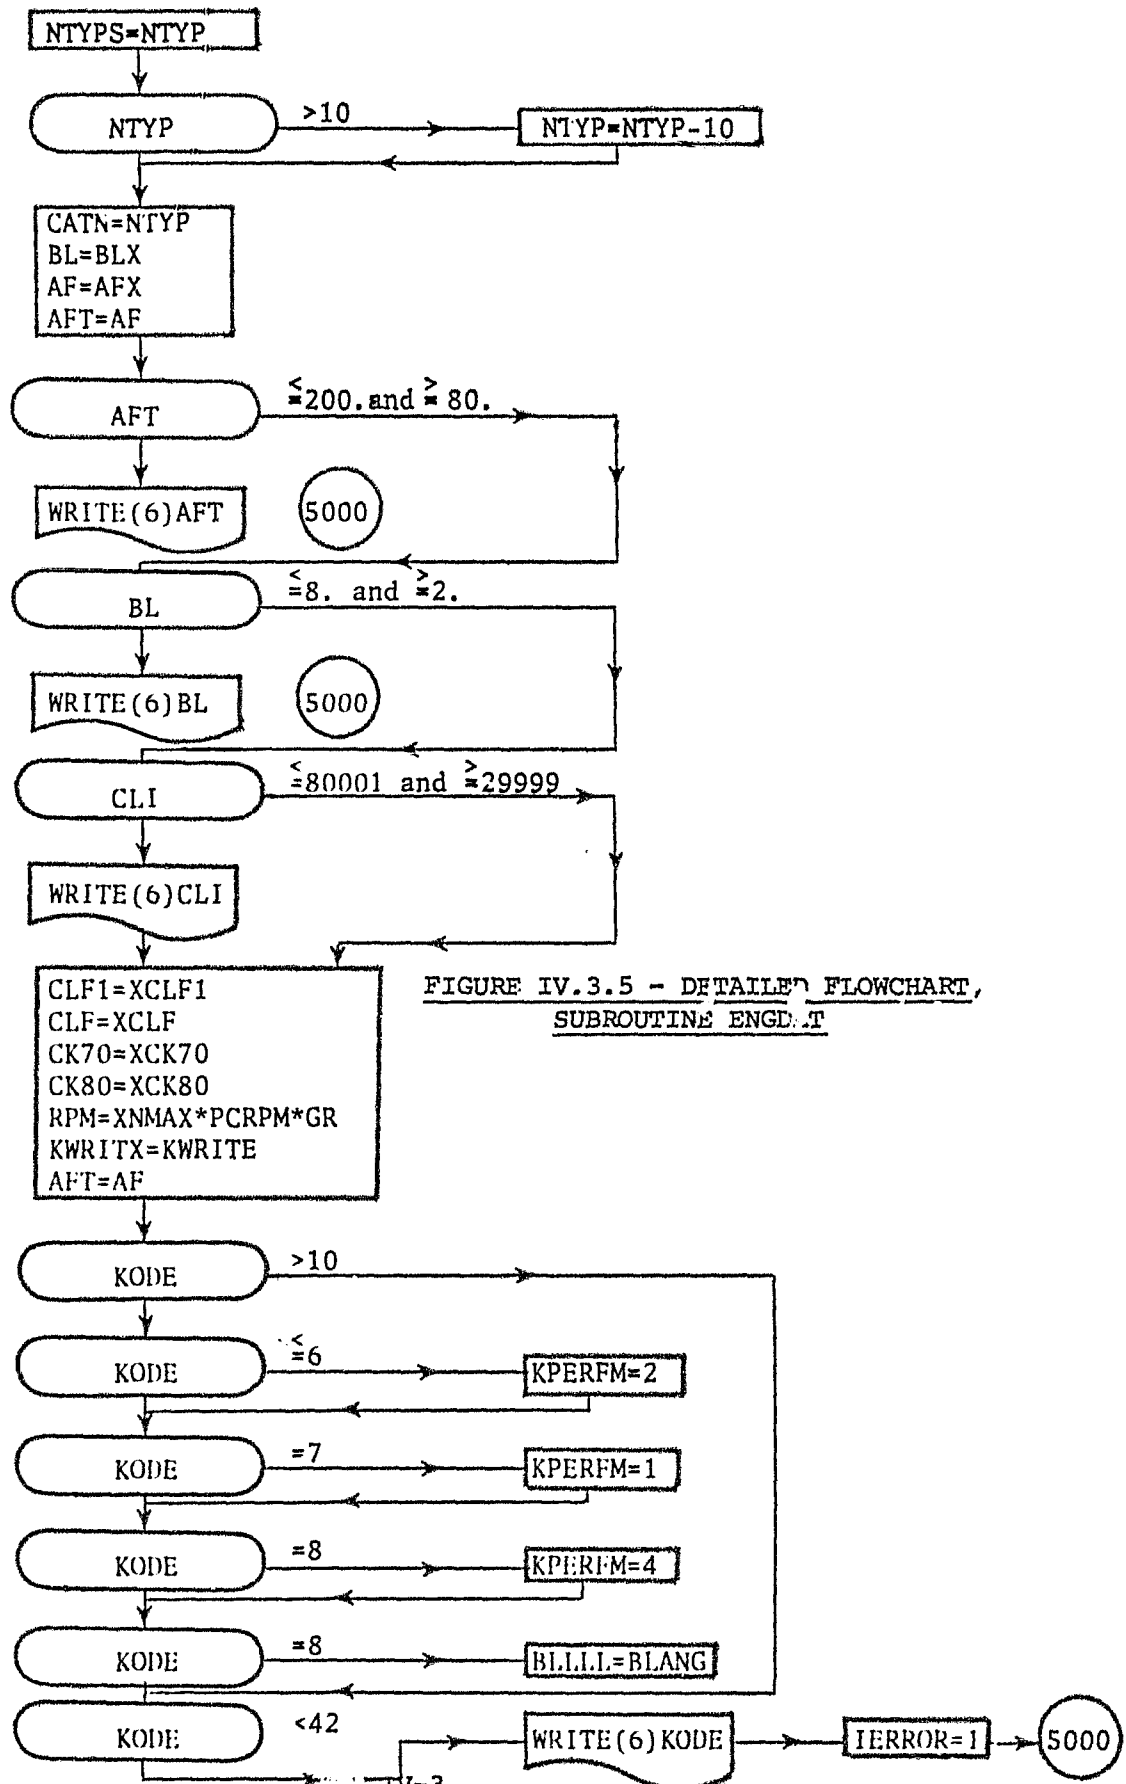 NTYPS=NTYP
NTYP
>10
NTYP=NTYP-10
CATN=NTYP
BL=BLX
AF=AFX
AFT=AF
AFT
≤200.and ≥ 80.
WRITE(6)AFT
5000
BL
≤8. and ≥2.
WRITE(6)BL
5000
CLI
≤80001 and ≥29999
WRITE(6)CLI
CLF1=XCLF1
CLF=XCLF
CK70=XCK70
CK80=XCK80
RPM=XNMAX*PCRPM*GR
KWRITX=KWRITE
AFT=AF
FIGURE IV.3.5 - DETAILED FLOWCHART,
SUBROUTINE
KODE
>10
KODE
≤6
KPERFM=2
KODE
=7
KPERFM=1
KODE
=8
KPERFM=4
KODE
=8
BLLLL=BLANG
KODE
<42
WRITE(6)KODE
IERROR=1
5000